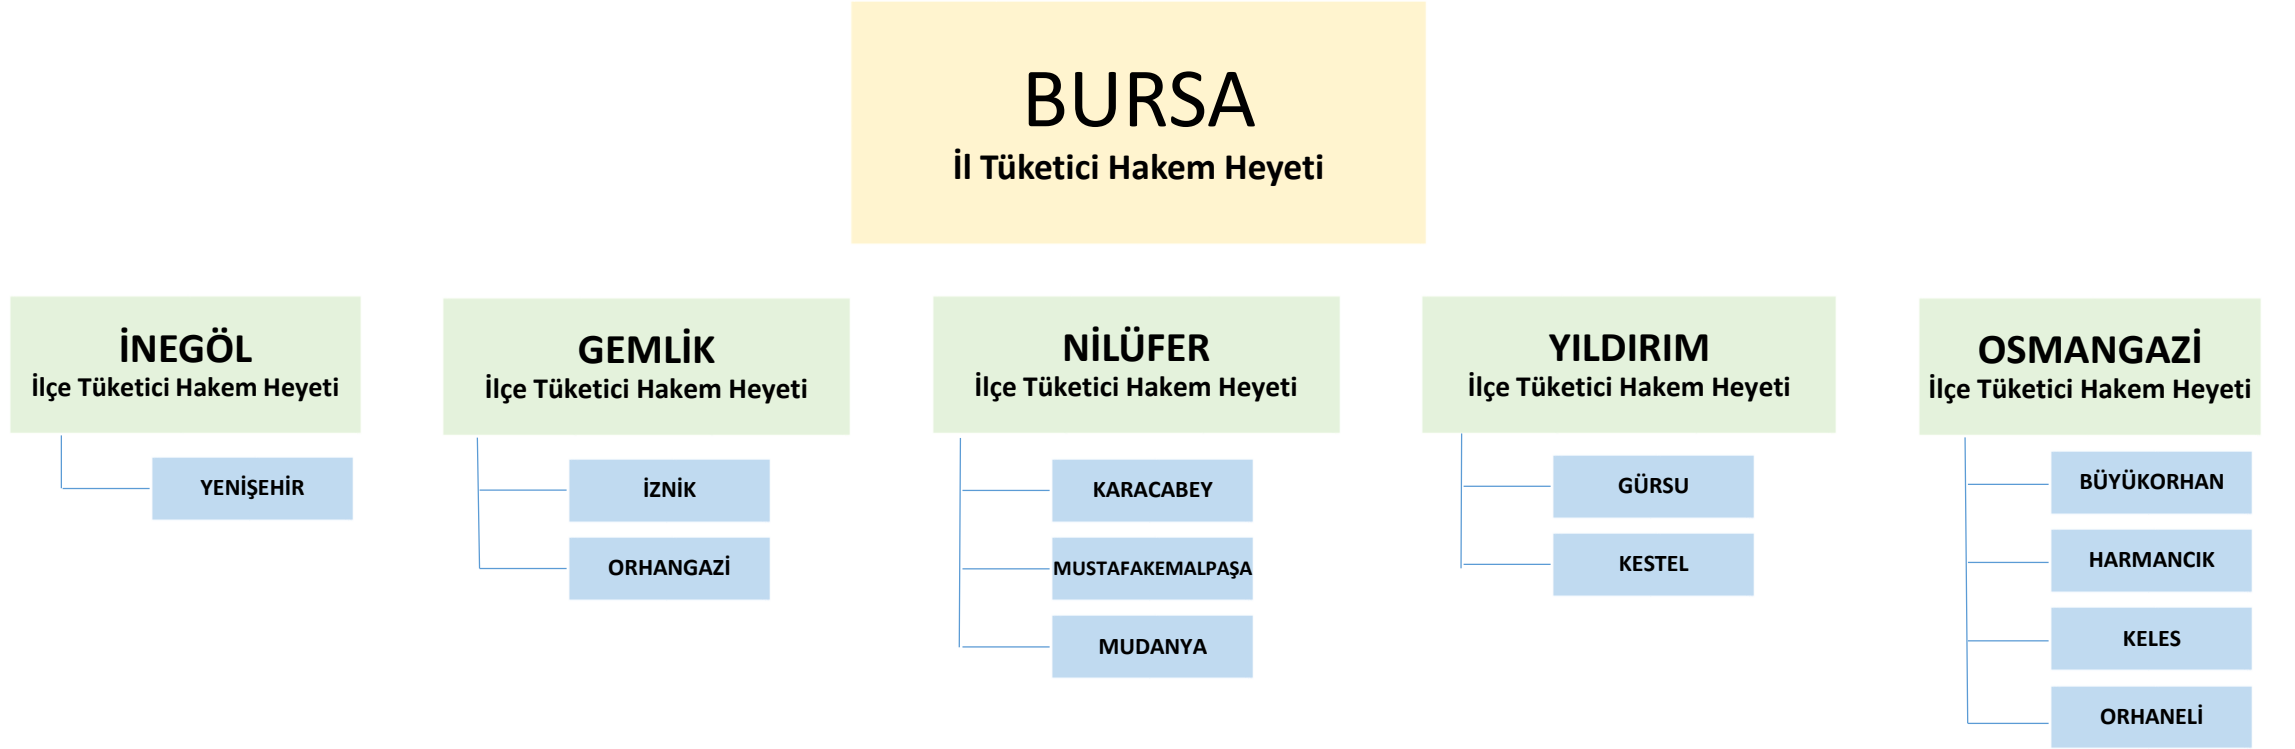 BURSA
İl Tüketici Hakem Heyeti
İNEGÖL
İlçe Tüketici Hakem Heyeti
YENİŞEHİR
GEMLİK
İlçe Tüketici Hakem Heyeti
İZNİK
ORHANGAZİ
NİLÜFER
İlçe Tüketici Hakem Heyeti
KARACABEY
MUSTAFAKEMALPAŞA
MUDANYA
YILDIRIM
İlçe Tüketici Hakem Heyeti
GÜRSU
KESTEL
OSMANGAZİ
İlçe Tüketici Hakem Heyeti
BÜYÜKORHAN
HARMANCIK
KELES
ORHANELİ